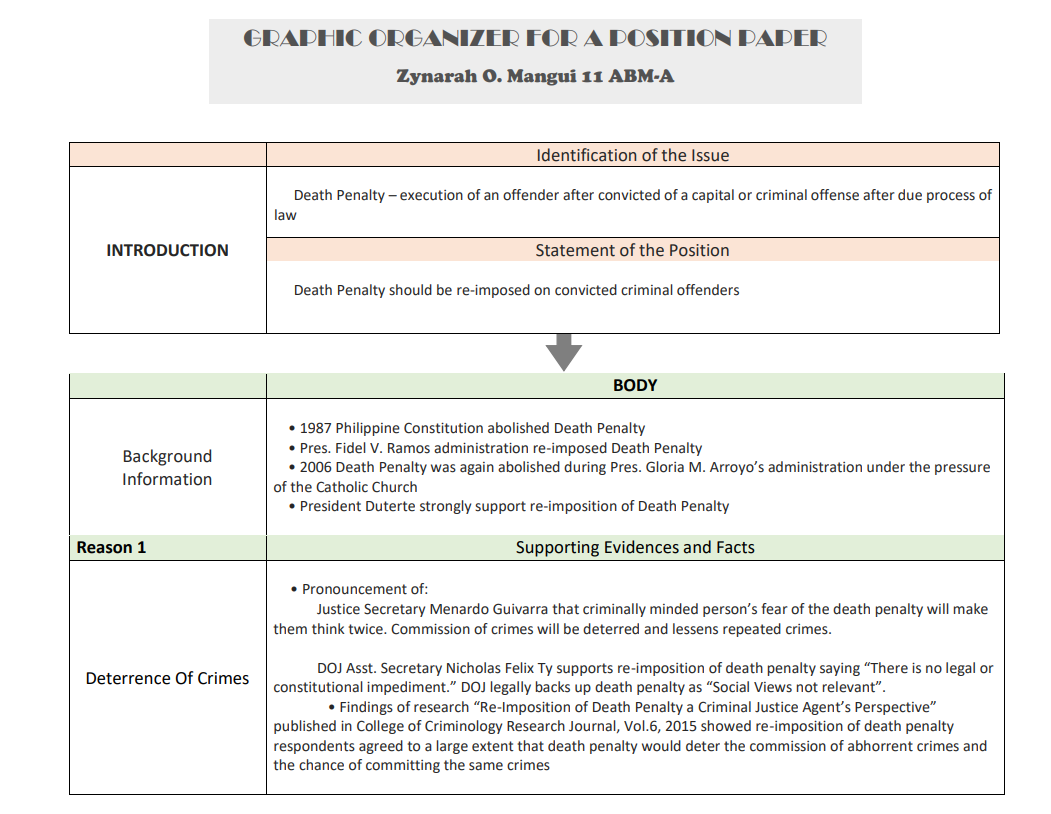 GRAPHIC ORGANIZER FOR A POSITION PAPER
Zynarah O. Mangui 11 ABM-A
Identification of the Issue
INTRODUCTION
Death Penalty – execution of an offender after convicted of a capital or criminal offense after due process of
law
Statement of the Position
Death Penalty should be re-imposed on convicted criminal offenders
BODY
Background
Information
• 1987 Philippine Constitution abolished Death Penalty
• Pres. Fidel V. Ramos administration re-imposed Death Penalty
• 2006 Death Penalty was again abolished during Pres. Gloria M. Arroyo's administration under the pressure
of the Catholic Church
• President Duterte strongly support re-imposition of Death Penalty
Reason 1
Supporting Evidences and Facts
Deterrence Of Crimes
• Pronouncement of:
Justice Secretary Menardo Guivarra that criminally minded person's fear of the death penalty will make
them think twice. Commission of crimes will be deterred and lessens repeated crimes.
DOJ Asst. Secretary Nicholas Felix Ty supports re-imposition of death penalty saying “There is no legal or
constitutional impediment.” DOJ legally backs up death penalty as “Social Views not relevant”.
• Findings of research “Re-Imposition of Death Penalty a Criminal Justice Agent’s Perspective”
published in College of Criminology Research Journal, Vol.6, 2015 showed re-imposition of death penalty
respondents agreed to a large extent that death penalty would deter the commission of abhorrent crimes and
the chance of committing the same crimes